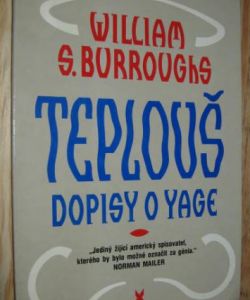 WILLIAM
S. BURROUGHS
TEPLOUŠ
DOPISY O YAGE
„Jediný žijící americký spisovatel,
kterého by bylo možné označit za génia.“
NORMAN MAILER